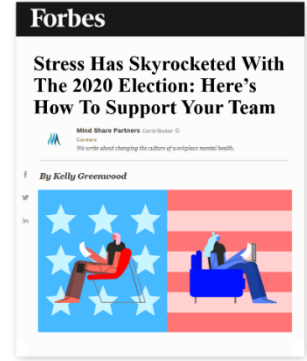 Forbes
Stress Has Skyrocketed With
The 2020 Election: Here's
How To Support Your Team
Mind Share Partners Contributor
Careers
We write about changing the culture of workplace mental health.
By Kelly Greenwood